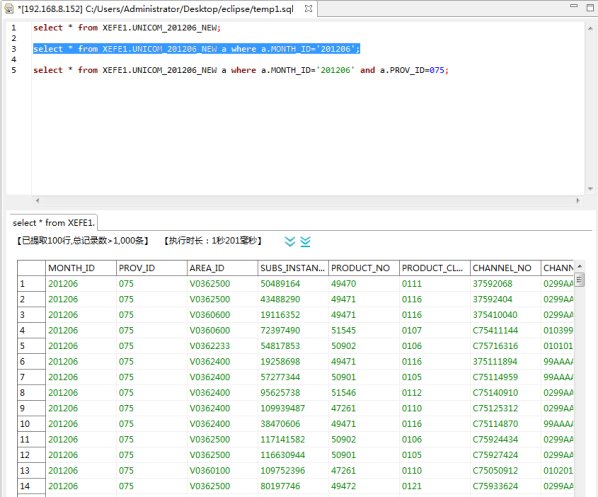 *[192.168.8.152] C:/Users/Administrator/Desktop/eclipse/temp1.sql
1 select * from XEFE1.UNICOM_201206_NEW;
2
3 select * from XEFE1.UNICOM_201206_NEW a where a.MONTH_ID='201206';
4
5 select * from XEFE1.UNICOM_201206_NEW a where a.MONTH_ID='201206' and a.PROV_ID=075;
select * from XEFE1.
【已提取100行,总记录数>1,000条】 【执行时长：1秒201毫秒】
MONTH_ID PROV_ID AREA_ID SUBS_INSTAN... PRODUCT_NO PRODUCT_CL... CHANNEL_NO CHANN
1 201206 075 V0362500 50489164 49470 0111 37592068 0299AA
2 201206 075 V0362500 43488290 49471 0116 37592404 0299AA
3 201206 075 V0360600 19116352 49471 0116 375410040 0299AA
4 201206 075 V0360600 72397490 51545 0107 C75411144 010399
5 201206 075 V0362233 54817853 50902 0106 C75716316 010101
6 201206 075 V0362400 19258698 49471 0116 375111894 99AAAA
7 201206 075 V0362400 57277344 50901 0105 C75114959 99AAAA
8 201206 075 V0362400 95625738 51546 0112 C75140910 0299AA
9 201206 075 V0362400 109939487 47261 0110 C75125312 0299AA
10 201206 075 V0362400 38470606 49471 0116 C75114870 99AAAA
11 201206 075 V0362500 117141582 50902 0106 C75924434 0299AA
12 201206 075 V0362500 116630944 50901 0105 C75927424 0299AA
13 201206 075 V0360100 109752396 47261 0110 C75050912 010201
14 201206 075 V0362500 80197746 49472 0121 C75933624 0299AA